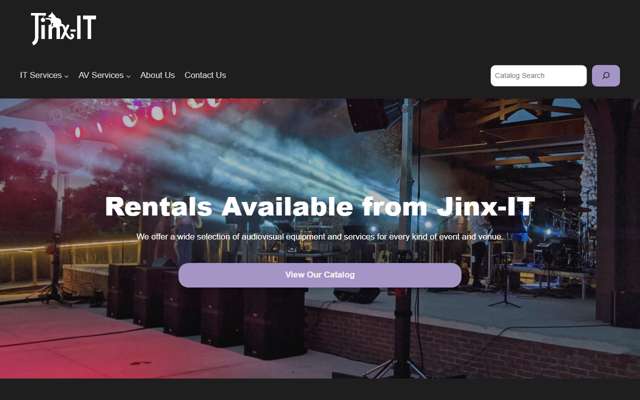 Jinx-IT
IT Services
AV Services
About Us
Contact Us
Catalog Search
Rentals Available from Jinx-IT
We offer a wide selection of audiovisual equipment and services for every kind of event and venue.
View Our Catalog